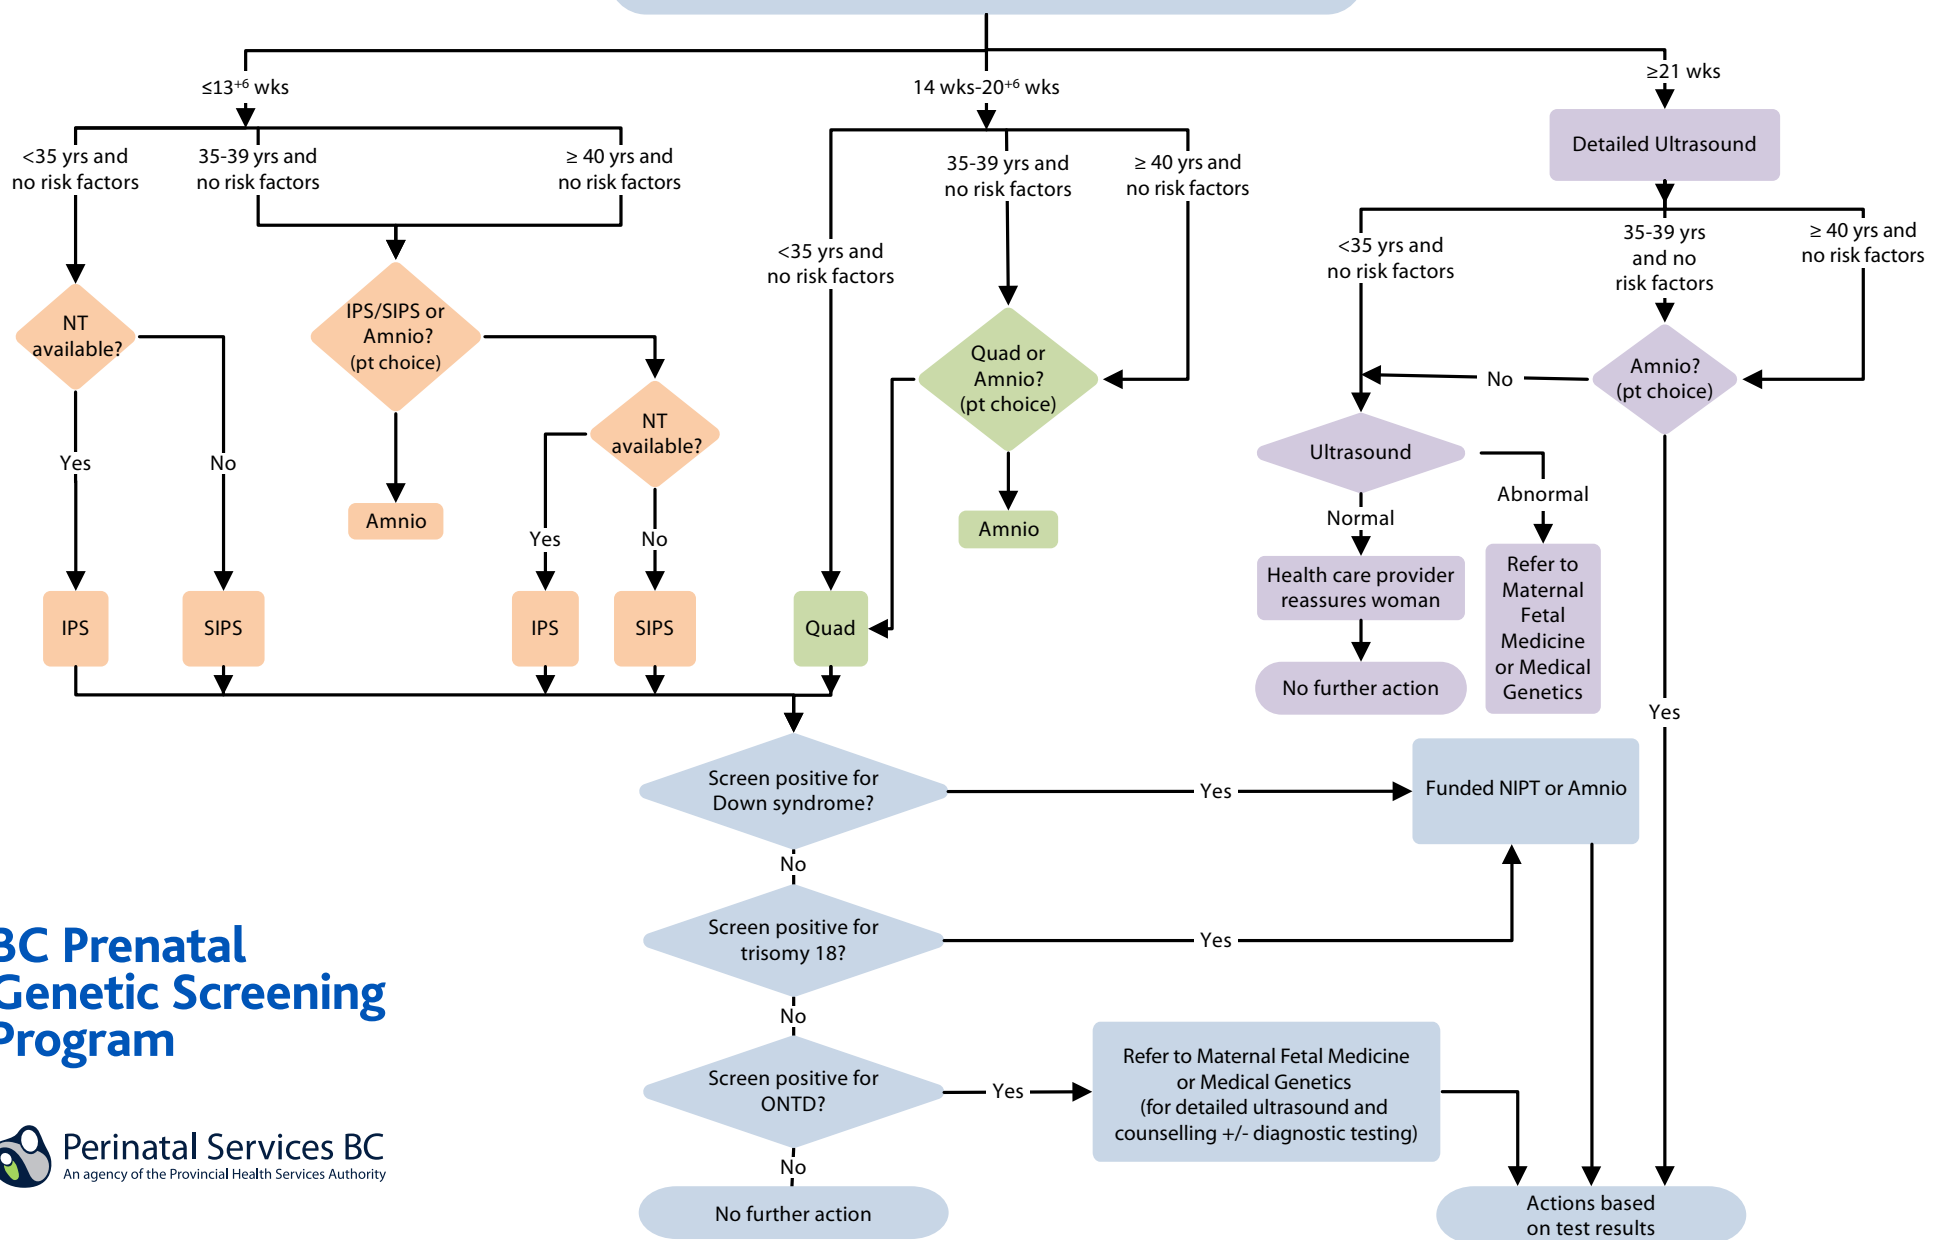 ≤13+6 wks
14 wks-20+6 wks
≥21 wks
<35 yrs and
no risk factors
35-39 yrs and
no risk factors
≥ 40 yrs and
no risk factors
<35 yrs and
no risk factors
35-39 yrs and
no risk factors
≥ 40 yrs and
no risk factors
Detailed Ultrasound
<35 yrs and
no risk factors
35-39 yrs
and no
risk factors
≥ 40 yrs and
no risk factors
NT
available?
IPS/SIPS or
Amnio?
(pt choice)
NT
available?
Quad or
Amnio?
(pt choice)
No
Amnio?
(pt choice)
Ultrasound
Yes
No
Amnio
Yes
No
Amnio
Normal
Abnormal
IPS
SIPS
IPS
SIPS
Quad
Health care provider
reassures woman
Refer to
Maternal
Fetal
Medicine
or Medical
Genetics
No further action
Yes
Screen positive for
Down syndrome?
Yes
Funded NIPT or Amnio
No
Screen positive for
trisomy 18?
Yes
No
Screen positive for
ONTD?
Yes
Refer to Maternal Fetal Medicine
or Medical Genetics
(for detailed ultrasound and
counselling +/- diagnostic testing)
No
No further action
Actions based
on test results
BC Prenatal
Genetic Screening
Program
Perinatal Services BC
An agency of the Provincial Health Services Authority